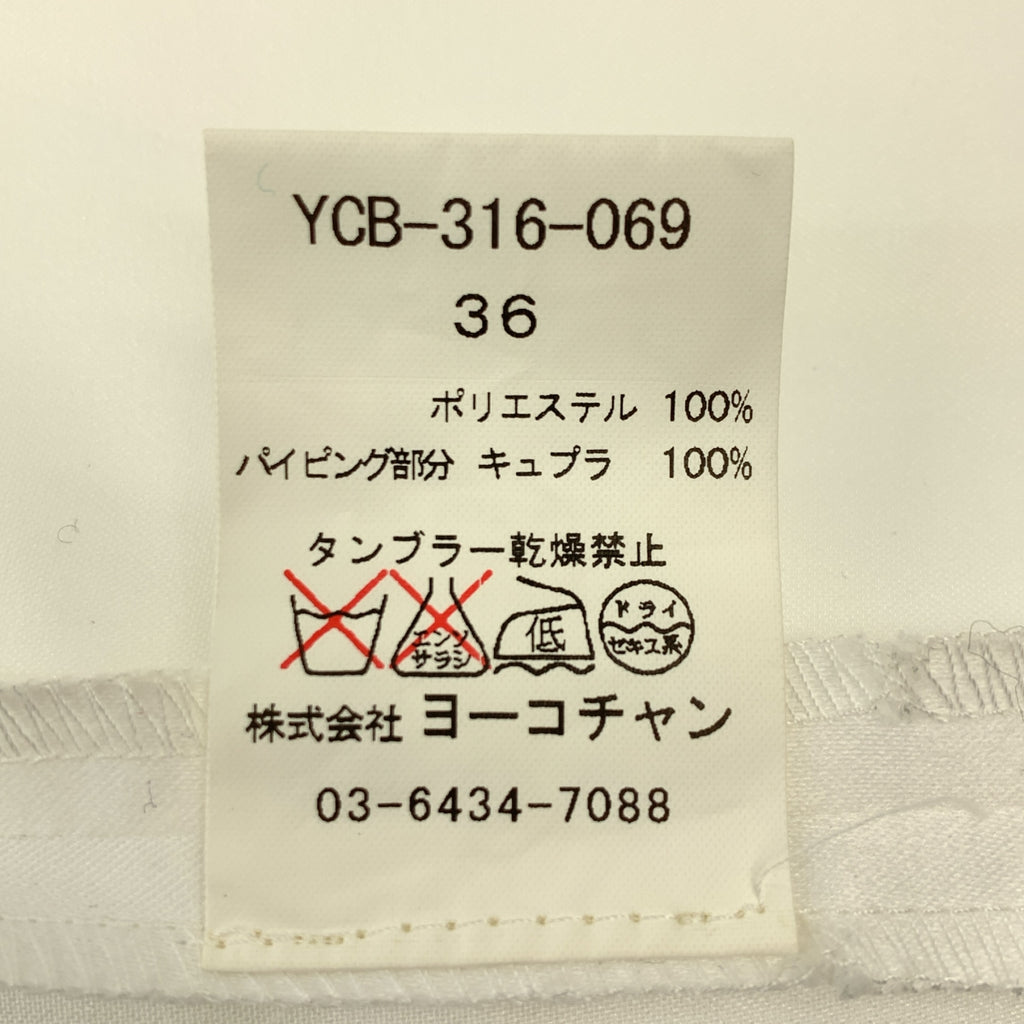 YCB-316-069
36
ポリエステル 100%
パイピング部分 キュプラ 100%
タンブラー乾燥禁止
エンソサラシ 低 ドライ セキユ系
株式会社 ヨーコチャン
03-6434-7088